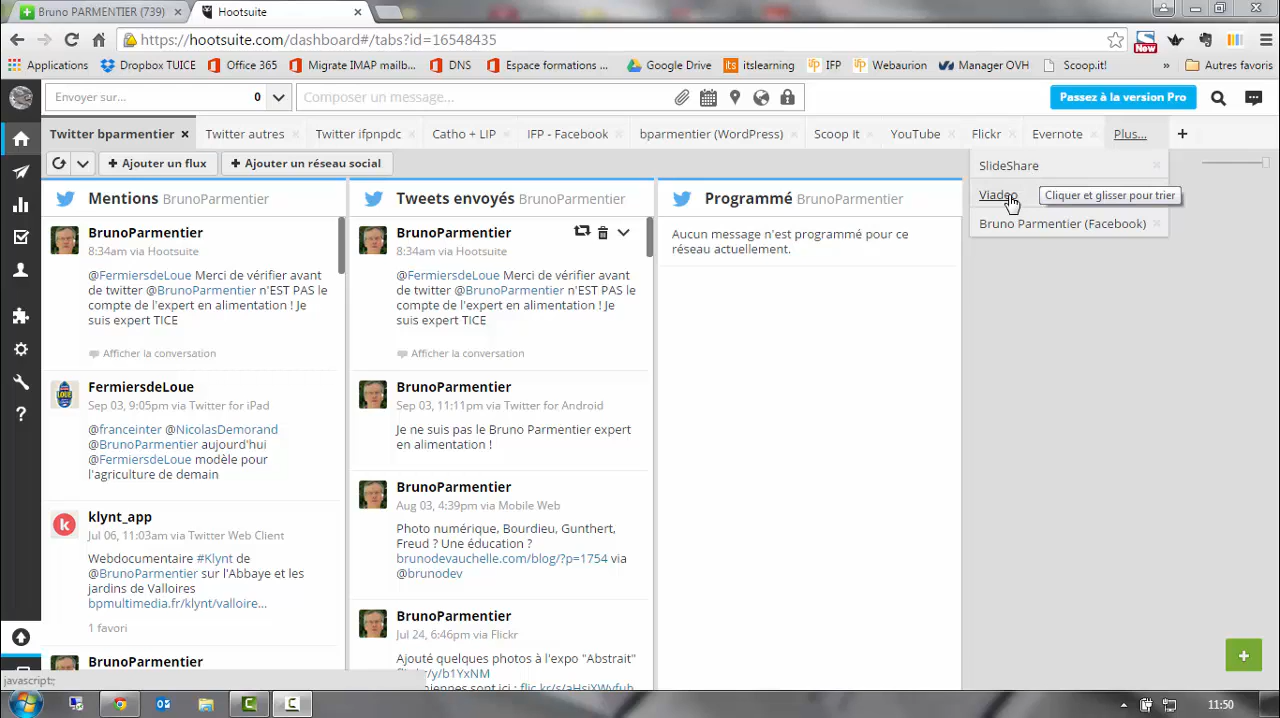 Bruno PARMENTIER (739) ×
Hootsuite ×
https://hootsuite.com/dashboard#/tabs?id=16548435
New
Applications Dropbox TUICE Office 365 Migrate IMAP mailb... DNS Espace formations ... Google Drive itslearning IFP Webaurion Manager OVH Scoop.it! » Autres favoris
Envoyer sur... 0 Composer un message... Passez à la version Pro
Twitter bparmentier × Twitter autres × Twitter ifpnpdc × Catho + LIP × IFP - Facebook × bparmentier (WordPress) × Scoop It × YouTube × Flickr × Evernote × Plus... +
Ajouter un flux Ajouter un réseau social
SlideShare ×
Viadeo
Cliquer et glisser pour trier
Bruno Parmentier (Facebook) ×
Mentions BrunoParmentier
BrunoParmentier
8:34am via Hootsuite
@FermiersdeLoue Merci de vérifier avant
de twitter @BrunoParmentier n'EST PAS le
compte de l'expert en alimentation ! Je
suis expert TICE
Afficher la conversation
FermiersdeLoue
Sep 03, 9:05pm via Twitter for iPad
@franceinter @NicolasDemorand
@BrunoParmentier aujourd'hui
@FermiersdeLoue modèle pour
l'agriculture de demain
klynt_app
Jul 06, 11:03am via Twitter Web Client
Webdocumentaire #Klynt de
@BrunoParmentier sur l'Abbaye et les
jardins de Valloires
bpmultimedia.fr/klynt/valloire...
1 favori
BrunoParmentier
Tweets envoyés BrunoParmentier
BrunoParmentier
8:34am via Hootsuite
@FermiersdeLoue Merci de vérifier avant
de twitter @BrunoParmentier n'EST PAS le
compte de l'expert en alimentation ! Je
suis expert TICE
Afficher la conversation
BrunoParmentier
Sep 03, 11:11pm via Twitter for Android
Je ne suis pas le Bruno Parmentier expert
en alimentation !
BrunoParmentier
Aug 03, 4:39pm via Mobile Web
Photo numérique, Bourdieu, Gunthert,
Freud ? Une éducation ?
brunodevauchelle.com/blog/?p=1754 via
@brunodev
BrunoParmentier
Jul 24, 6:46pm via Flickr
Ajouté quelques photos à l'expo "Abstrait"
/y/b1YxNM
miennes sont ici : flic.kr/s/aHsjXWyfuh
Programmé BrunoParmentier
Aucun message n'est programmé pour ce
réseau actuellement.
javascript:;
11:50